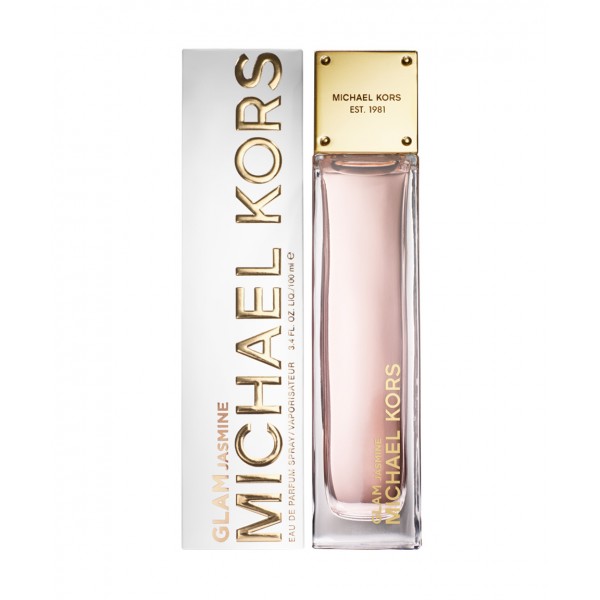 GLAM JASMINE
MICHAEL KORS
EAU DE PARFUM SPRAY/VAPORISATEUR 3.4 FL. OZ. LIQ./100 ml ℮
MICHAEL KORS
EST. 1981
GLAM JASMINE
MICHAEL KORS